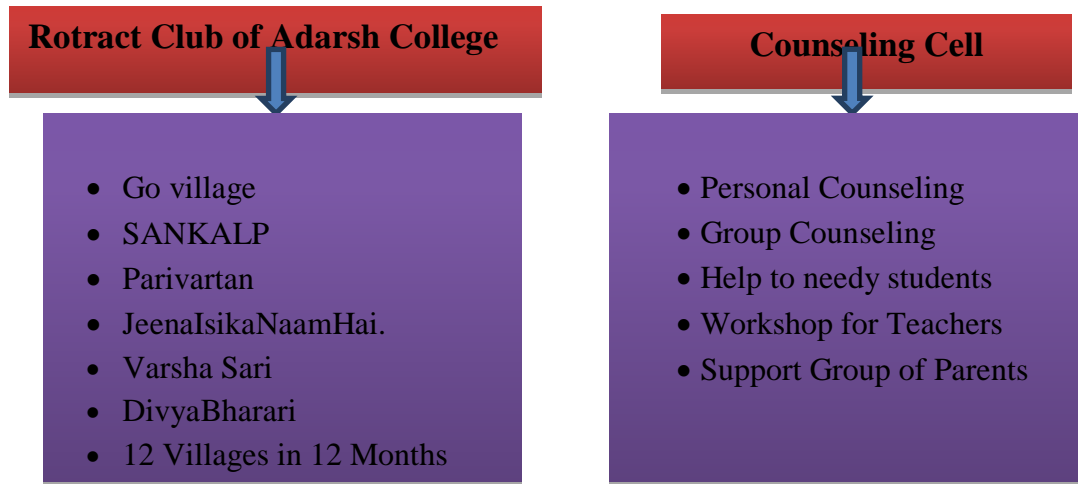 Rotract Club of Adarsh College
• Go village
• SANKALP
• Parivartan
• JeenaIsikaNaamHai.
• Varsha Sari
• DivyaBharari
• 12 Villages in 12 Months
Counseling Cell
• Personal Counseling
• Group Counseling
• Help to needy students
• Workshop for Teachers
• Support Group of Parents